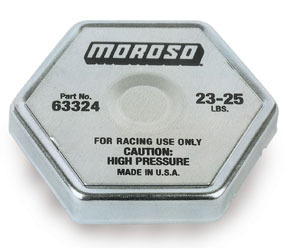 MOROSO
Part No.
63324
23-25
LBS.
FOR RACING USE ONLY
CAUTION:
HIGH PRESSURE
MADE IN U.S.A.